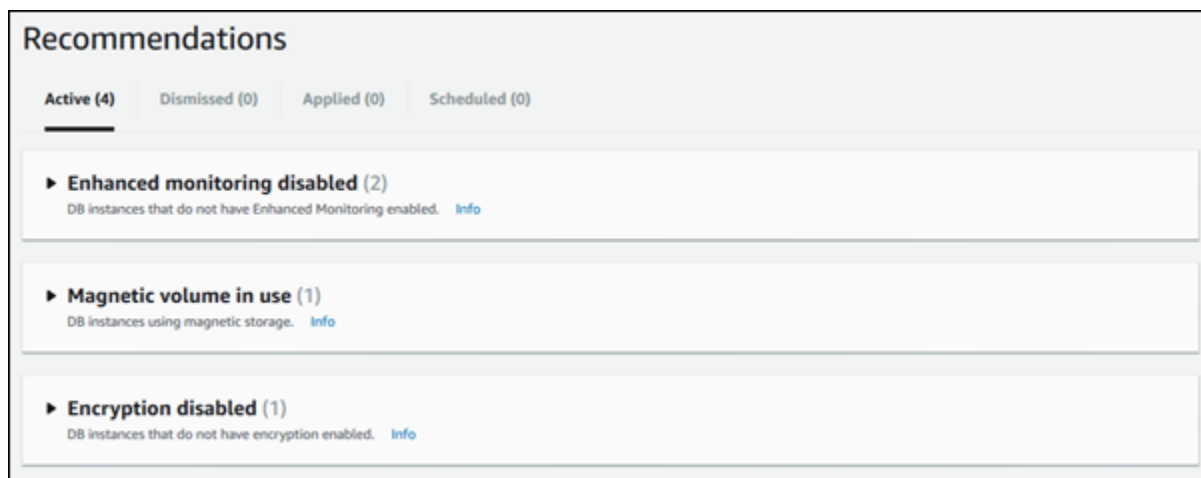 Recommendations
Active (4) Dismissed (0) Applied (0) Scheduled (0)
Enhanced monitoring disabled (2)
DB instances that do not have Enhanced Monitoring enabled. Info
Magnetic volume in use (1)
DB instances using magnetic storage. Info
Encryption disabled (1)
DB instances that do not have encryption enabled. Info